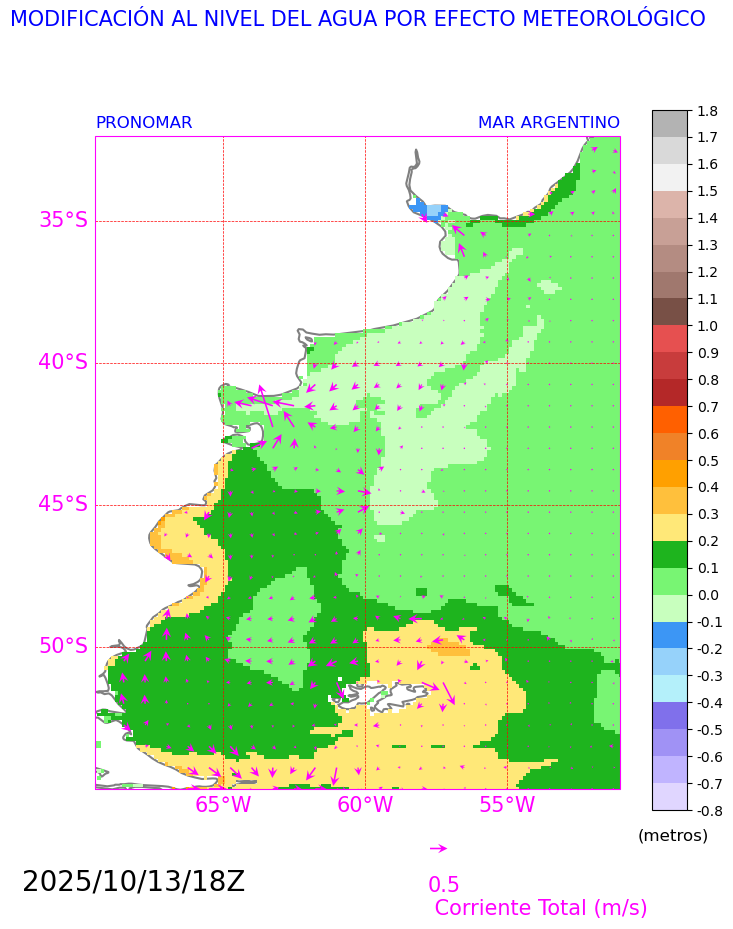 MODIFICACIÓN AL NIVEL DEL AGUA POR EFECTO METEOROLÓGICO
PRONOMAR MAR ARGENTINO
35°S
40°S
45°S
50°S
65°W 60°W 55°W
1.8
1.7
1.6
1.5
1.4
1.3
1.2
1.1
1.0
0.9
0.8
0.7
0.6
0.5
0.4
0.3
0.2
0.1
0.0
-0.1
-0.2
-0.3
-0.4
-0.5
-0.6
-0.7
-0.8
(metros)
2025/10/13/18Z
0.5
Corriente Total (m/s)